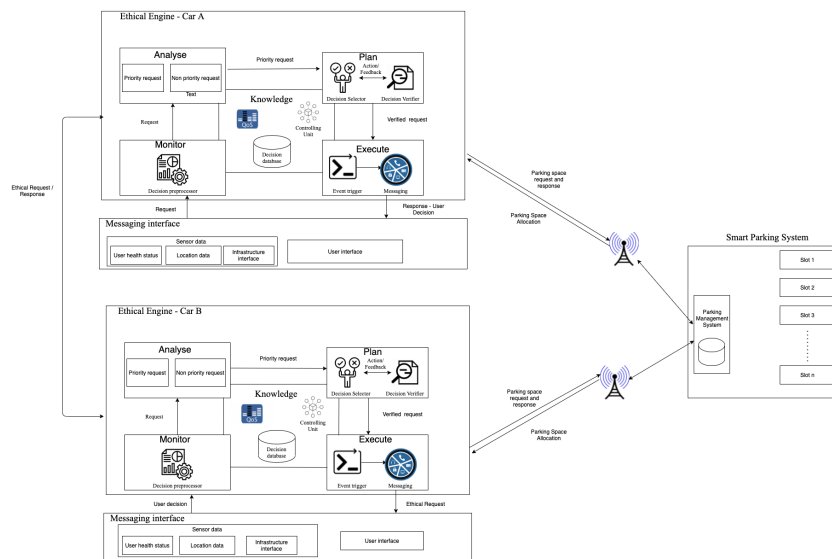 Ethical Engine - Car A
Analyse
Priority request
Non priority request
Text
Priority request
Plan
Action/
Feedback
Decision Selector
Decision Verifier
Request
Knowledge
QoS
Controlling
Unit
Decision
database
Verified request
Monitor
Decision preprocessor
Execute
Event trigger
Messaging
Request
Response - User
Decision
Messaging interface
Sensor data
User health status
Location data
Infrastructure
interface
User interface
Ethical Request /
Response
Parking space
request and
response
Parking Space
Allocation
Smart Parking System
Parking
Management
System
Slot 1
Slot 2
Slot 3
Slot n
Ethical Engine - Car B
Analyse
Priority request
Non priority request
Priority request
Plan
Action/
Feedback
Decision Selector
Decision Verifier
Request
Knowledge
QoS
Controlling
Unit
Decision
database
Verified request
Monitor
Decision preprocessor
Execute
Event trigger
Messaging
User decision
Ethical Request
Messaging interface
Sensor data
User health status
Location data
Infrastructure
interface
User interface
Parking space
request and
response
Parking Space
Allocation